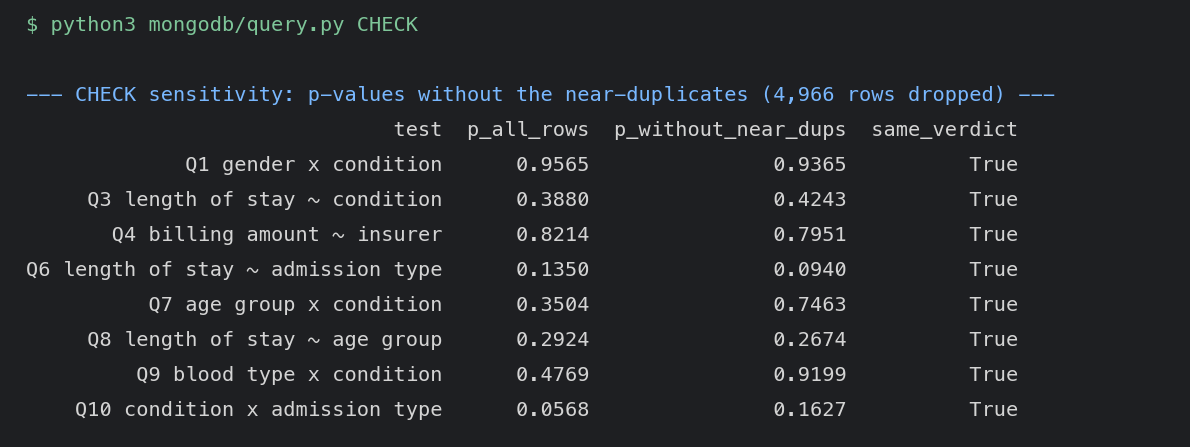 $ python3 mongodb/query.py CHECK
--- CHECK sensitivity: p-values without the near-duplicates (4,966 rows dropped) ---
test p_all_rows p_without_near_dups same_verdict
Q1 gender x condition 0.9565 0.9365 True
Q3 length of stay ~ condition 0.3880 0.4243 True
Q4 billing amount ~ insurer 0.8214 0.7951 True
Q6 length of stay ~ admission type 0.1350 0.0940 True
Q7 age group x condition 0.3504 0.7463 True
Q8 length of stay ~ age group 0.2924 0.2674 True
Q9 blood type x condition 0.4769 0.9199 True
Q10 condition x admission type 0.0568 0.1627 True